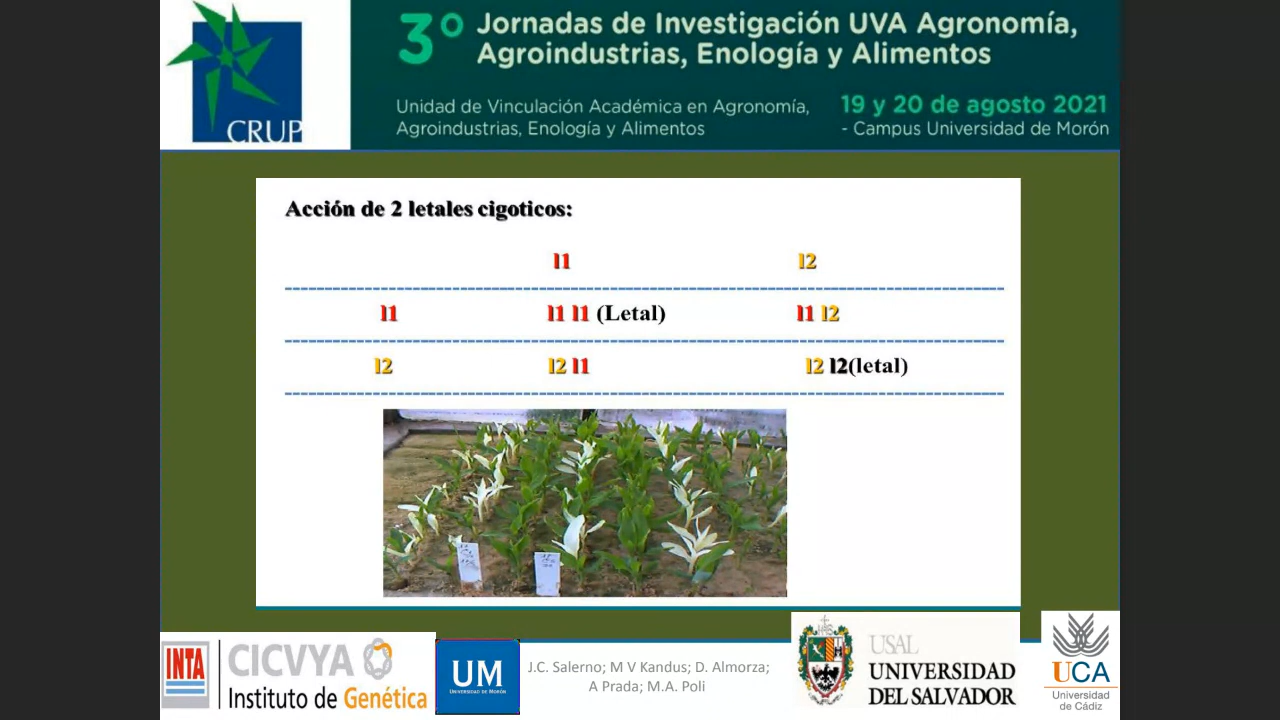 CRUP
3° Jornadas de Investigación UVA Agronomía,
Agroindustrias, Enología y Alimentos
Unidad de Vinculación Académica en Agronomía,
Agroindustrias, Enología y Alimentos
19 y 20 de agosto 2021
- Campus Universidad de Morón
Acción de 2 letales cigoticos:
l1 l2
l1 l1 l1 (Letal) l1 l2
l2 l2 l1 l2 l2(letal)
INTA
CICVYA
Instituto de Genética
UM
UNIVERSIDAD DE MORÓN
J.C. Salerno; M V Kandus; D. Almorza;
A Prada; M.A. Poli
USAL
UNIVERSIDAD
DEL SALVADOR
UCA
Universidad
de Cádiz